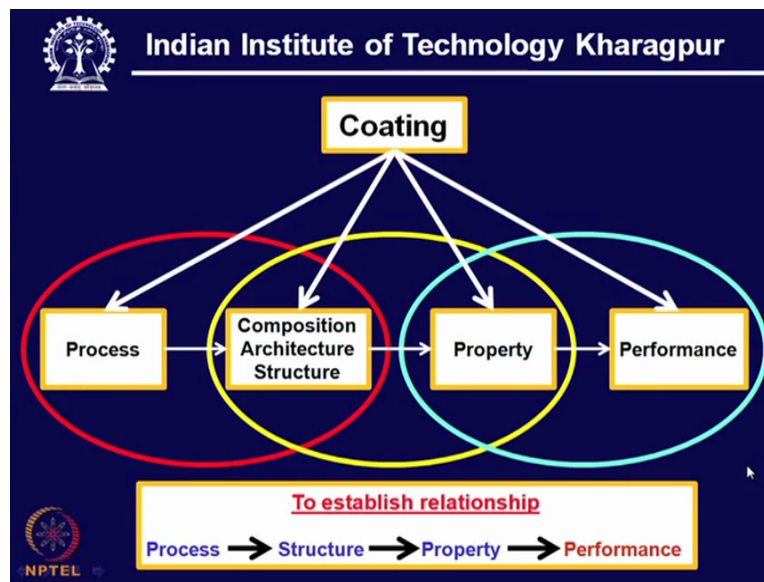 Indian Institute of Technology Kharagpur
Coating
Process
Composition
Architecture
Structure
Property
Performance
To establish relationship
Process Structure Property Performance
NPTEL